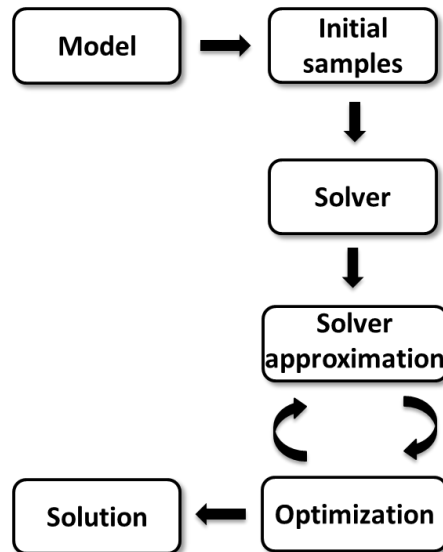 Model
Initial
samples
Solver
Solver
approximation
Solution
Optimization